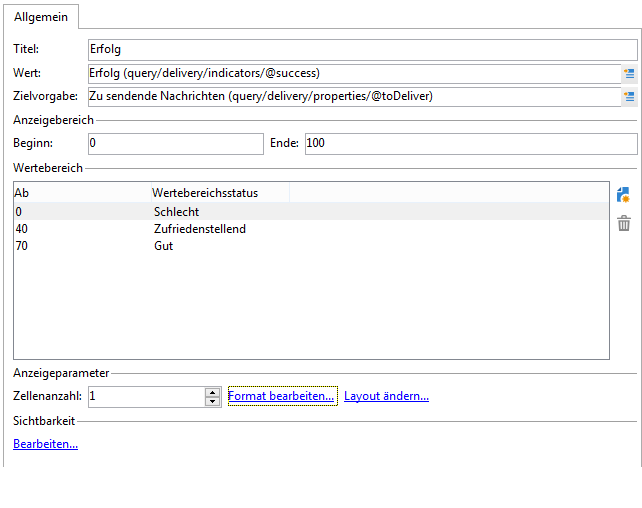 Allgemein
Titel: Erfolg
Wert: Erfolg (query/delivery/indicators/@success)
Zielvorgabe: Zu sendende Nachrichten (query/delivery/properties/@toDeliver)
Anzeigebereich
Beginn: 0 Ende: 100
Wertebereich
Ab Wertebereichsstatus
0 Schlecht
40 Zufriedenstellend
70 Gut
Anzeigeparameter
Zellenanzahl: 1 Format bearbeiten... Layout ändern...
Sichtbarkeit
Bearbeiten...